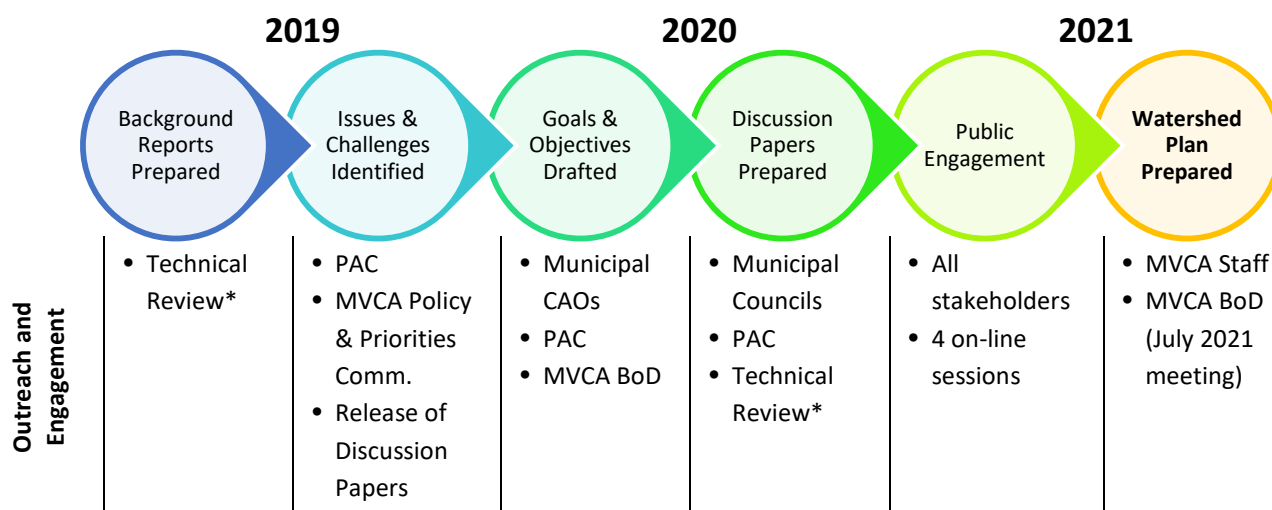 2019
2020
2021
Background
Reports
Prepared
Issues &
Challenges
Identified
Goals &
Objectives
Drafted
Discussion
Papers
Prepared
Public
Engagement
Watershed
Plan
Prepared
Outreach and
Engagement
• Technical
Review*
• PAC
• MVCA Policy
& Priorities
Comm.
• Release of
Discussion
Papers
• Municipal
CAOs
• PAC
• MVCA BoD
• Municipal
Councils
• PAC
• Technical
Review*
• All
stakeholders
• 4 on-line
sessions
• MVCA Staff
• MVCA BoD
(July 2021
meeting)